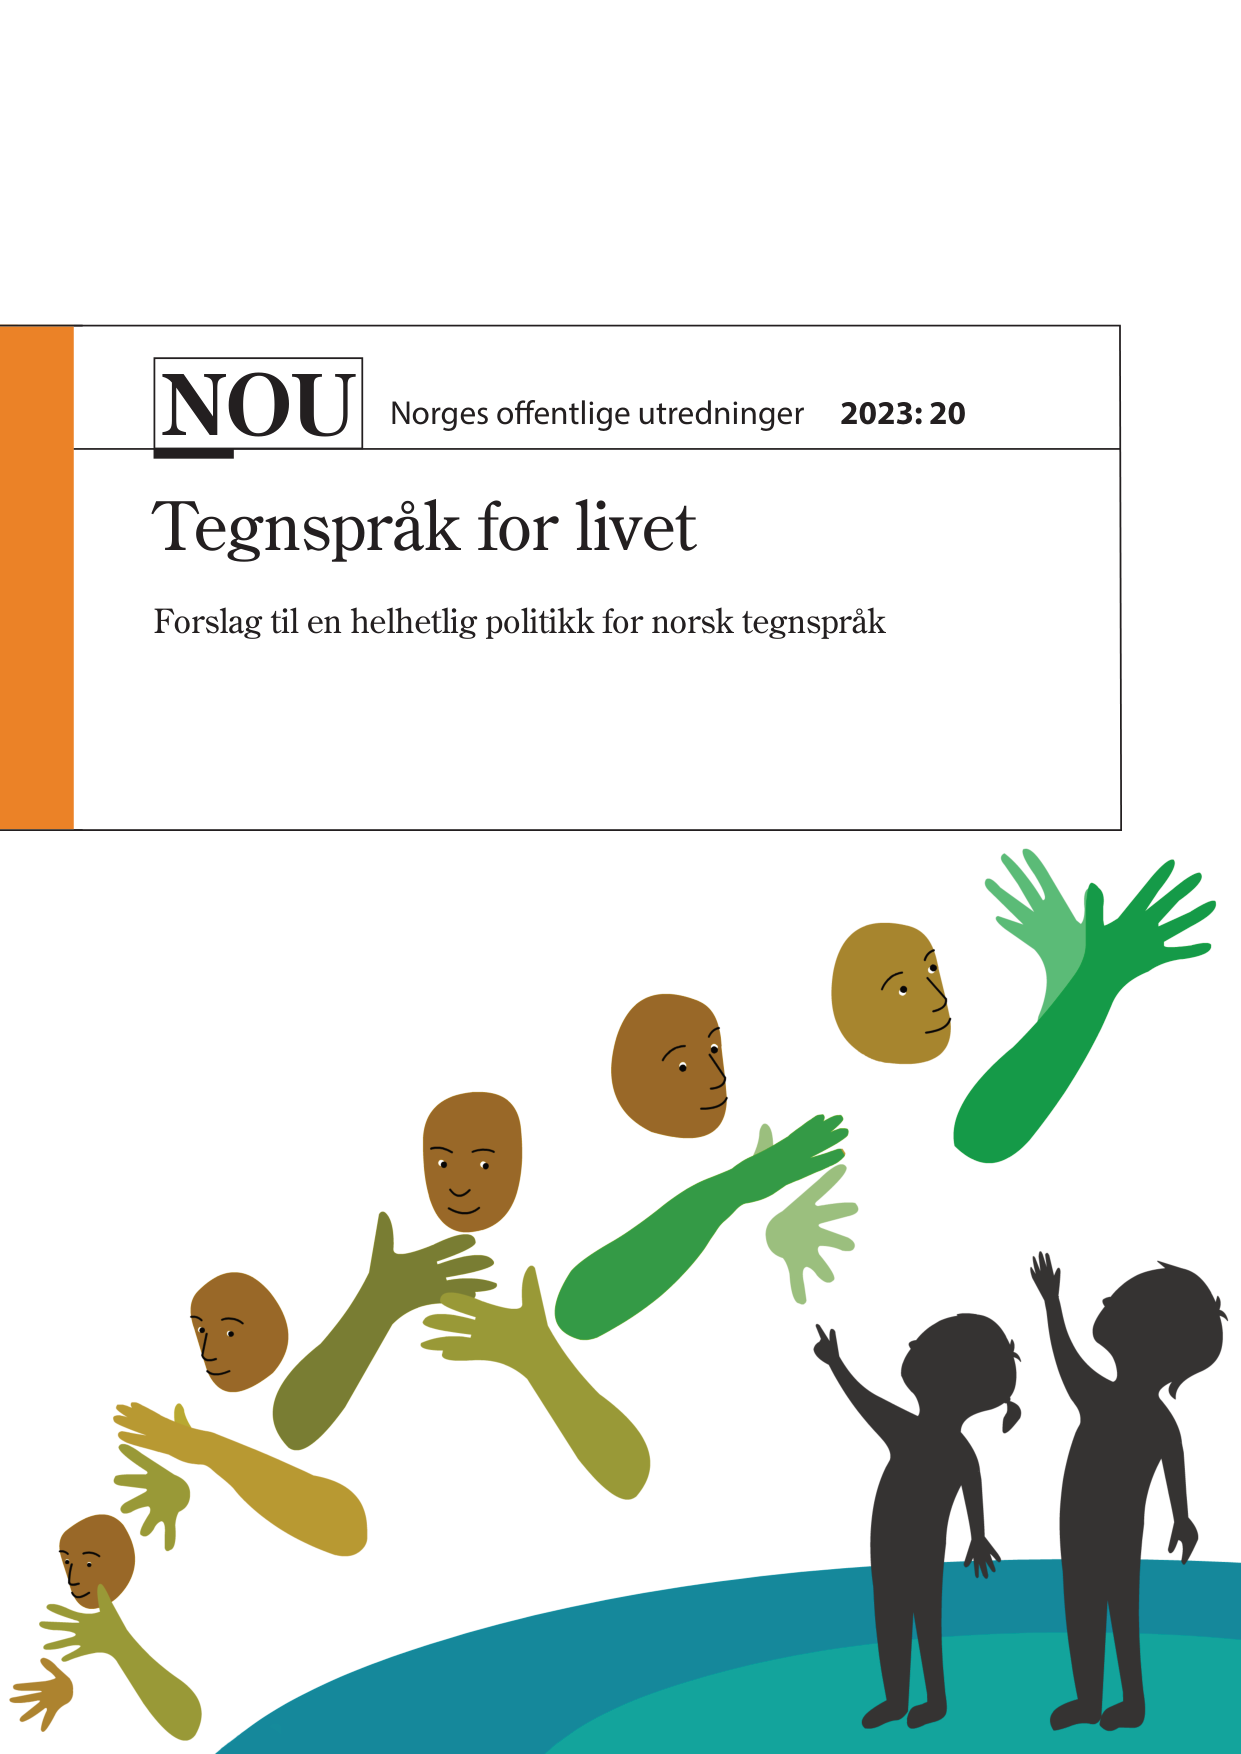 NOU
Norges offentlige utredninger 2023: 20
Tegnspråk for livet
Forslag til en helhetlig politikk for norsk tegnspråk